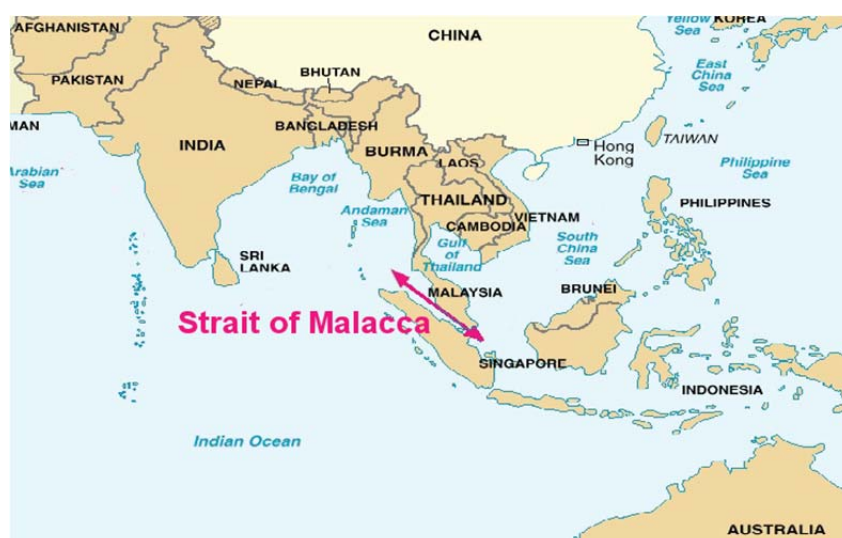 AFGHANISTAN
CHINA
Yellow
Sea
KOREA
PAKISTAN
NEPAL
BHUTAN
East
China
Sea
MAN
INDIA
BANGLADESH
BURMA
LAOS
Hong
Kong
TAIWAN
Arabian
Sea
Bay of
Bengal
THAILAND
Philippine
Sea
Andaman
Sea
CAMBODIA
VIETNAM
PHILIPPINES
SRI
LANKA
Gulf
of
Thailand
South
China
Sea
MALAYSIA
BRUNEI
Strait of Malacca
SINGAPORE
INDONESIA
Indian Ocean
AUSTRALIA